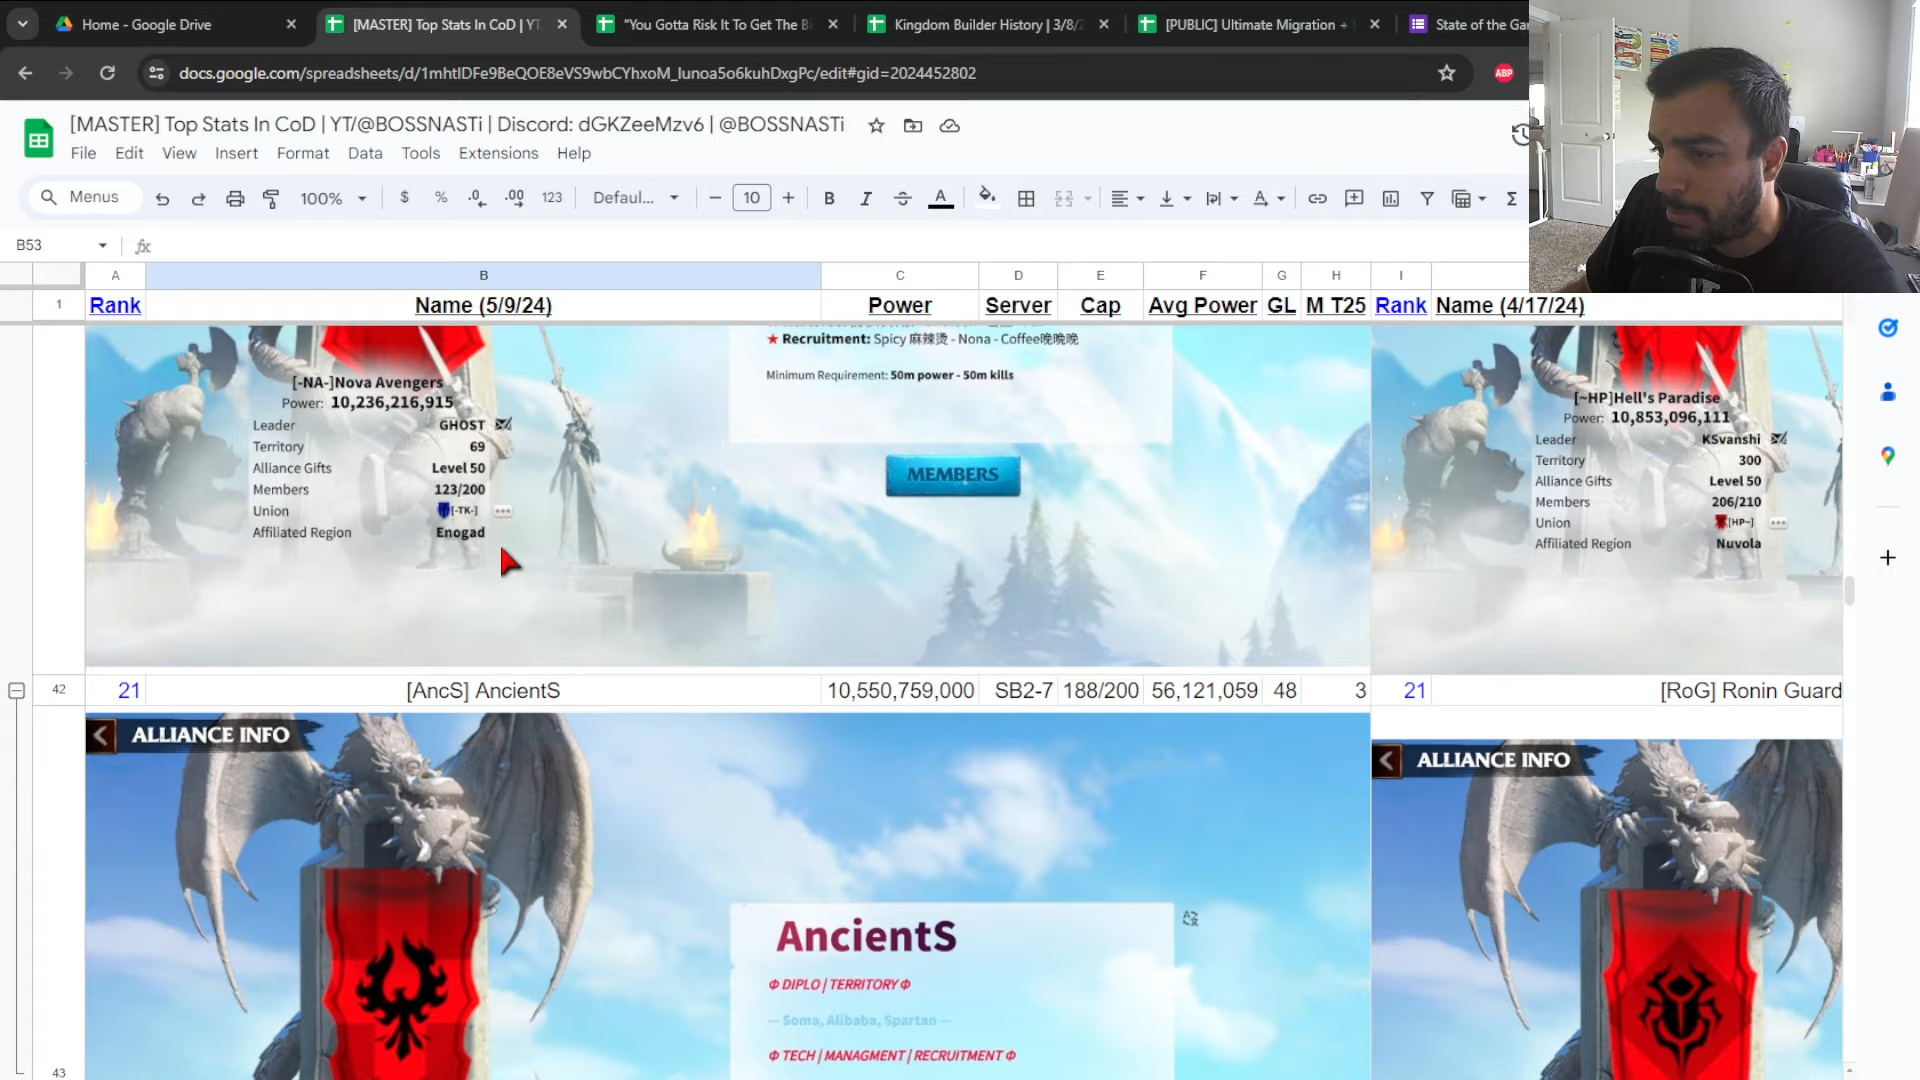 Home - Google Drive
[MASTER] Top Stats In CoD | YT
"You Gotta Risk It To Get The B
Kingdom Builder History | 3/8/
[PUBLIC] Ultimate Migration +
State of the Ga
docs.google.com/spreadsheets/d/1mhtlDFe9BeQOE8eVS9wbCYhxoM_lunoa5o6kuhDxgPc/edit#gid=2024452802
ABP
[MASTER] Top Stats In CoD | YT/@BOSSNASTi | Discord: dGKZeeMzv6 | @BOSSNASTi
File Edit View Insert Format Data Tools Extensions Help
Menus 100% $ % .0 .00 123 Defaul... 10 B I A Σ
B53 fx
A B C D E F G H I
1 Rank Name (5/9/24) Power Server Cap Avg Power GL M T25 Rank Name (4/17/24)
★ Recruitment: Spicy 麻辣烫 - Nona - Coffee晚晚晚
Minimum Requirement: 50m power - 50m kills
MEMBERS
[-NA-]Nova Avengers
Power: 10,236,216,915
Leader GHOST
Territory 69
Alliance Gifts Level 50
Members 123/200
Union [-TK-]
Affiliated Region Enogad
[~HP]Hell's Paradise
Power: 10,853,096,111
Leader KSvanshi
Territory 300
Alliance Gifts Level 50
Members 206/210
Union [HP~]
Affiliated Region Nuvola
42 21 [AncS] AncientS 10,550,759,000 SB2-7 188/200 56,121,059 48 3 21 [RoG] Ronin Guard
ALLIANCE INFO
ALLIANCE INFO
AncientS
Φ DIPLO | TERRITORY Φ
— Soma, Alibaba, Spartan —
Φ TECH | MANAGMENT | RECRUITMENT Φ
43